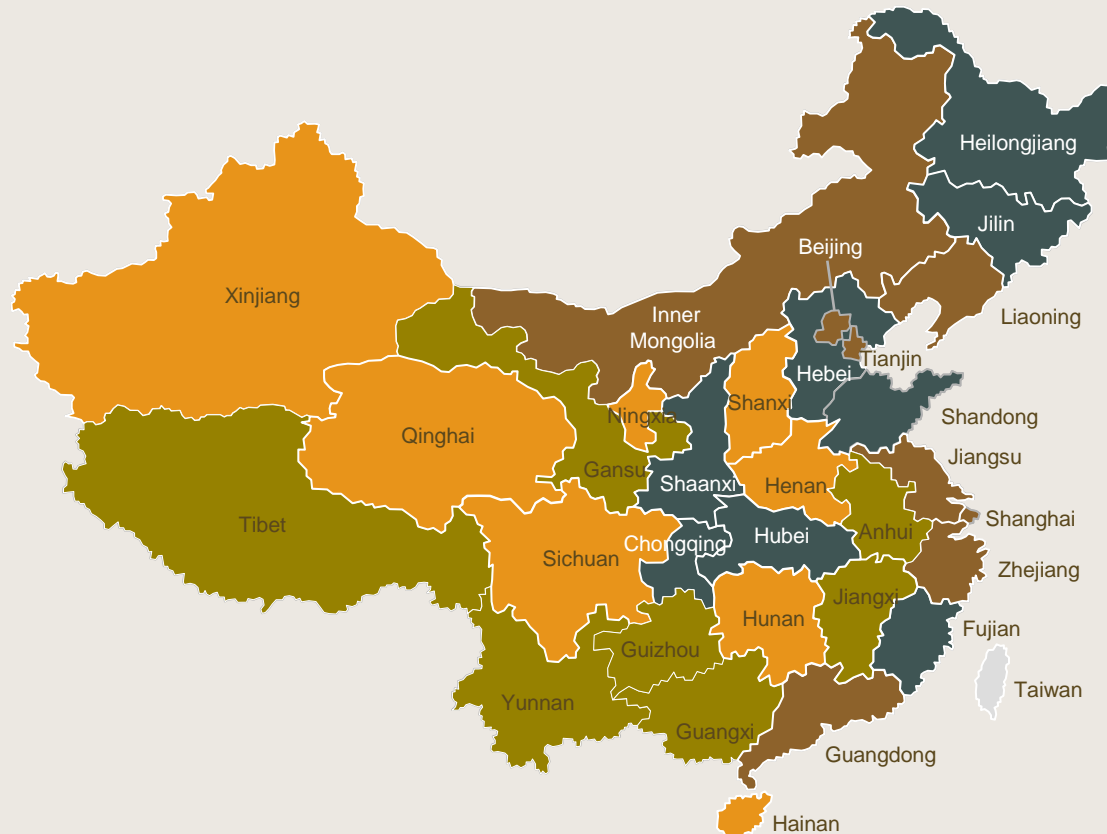 Heilongjiang
Jilin
Beijing
Xinjiang
Inner
Mongolia
Liaoning
Tianjin
Hebei
Ningxia
Shanxi
Shandong
Qinghai
Jiangsu
Gansu
Shaanxi
Henan
Tibet
Shanghai
Sichuan
Chongqing
Hubei
Anhui
Zhejiang
Jiangxi
Hunan
Fujian
Guizhou
Taiwan
Yunnan
Guangxi
Guangdong
Hainan